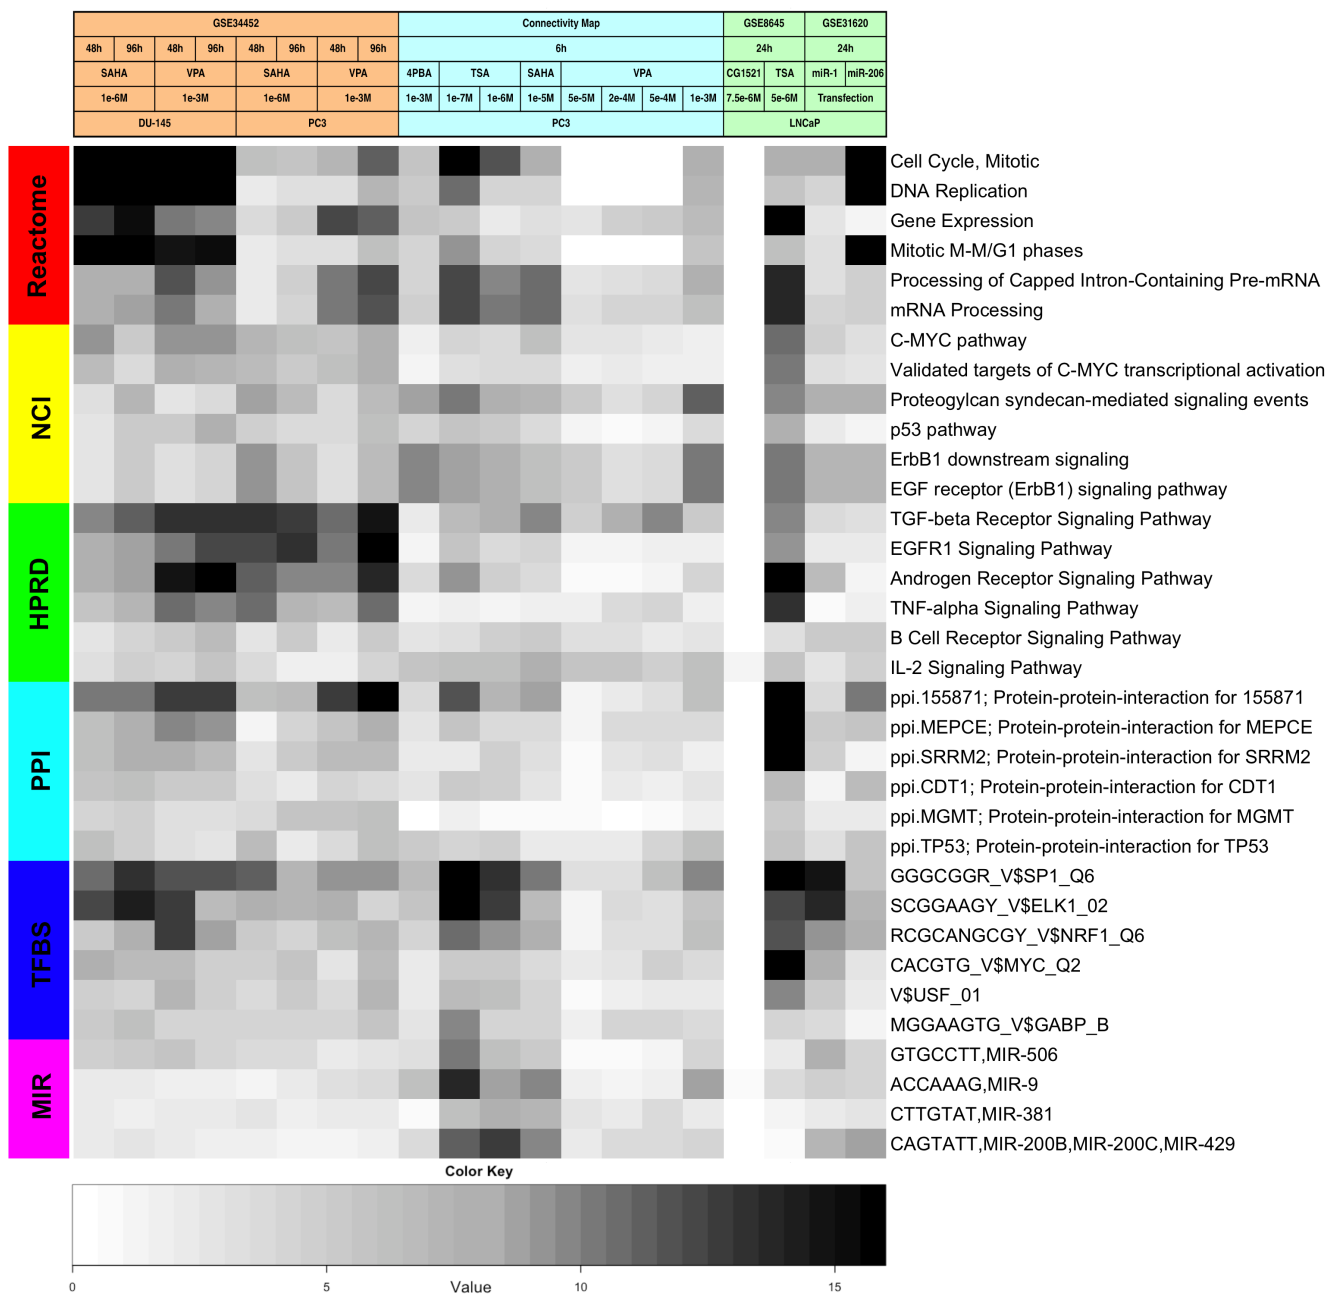 GSE34452 Connectivity Map GSE8645 GSE31620
48h 96h 48h 96h 48h 96h 48h 96h 6h 24h 24h
SAHA VPA SAHA VPA 4PBA TSA SAHA VPA CG1521 TSA miR-1 miR-206
1e-6M 1e-3M 1e-6M 1e-3M 1e-3M 1e-7M 1e-6M 1e-5M 5e-5M 2e-4M 5e-4M 1e-3M 7.5e-6M 5e-6M Transfection
DU-145 PC3 PC3 LNCaP
Reactome
Cell Cycle, Mitotic
DNA Replication
Gene Expression
Mitotic M-M/G1 phases
Processing of Capped Intron-Containing Pre-mRNA
mRNA Processing
NCI
C-MYC pathway
Validated targets of C-MYC transcriptional activation
Proteogylcan syndecan-mediated signaling events
p53 pathway
ErbB1 downstream signaling
EGF receptor (ErbB1) signaling pathway
HPRD
TGF-beta Receptor Signaling Pathway
EGFR1 Signaling Pathway
Androgen Receptor Signaling Pathway
TNF-alpha Signaling Pathway
B Cell Receptor Signaling Pathway
IL-2 Signaling Pathway
PPI
ppi.155871; Protein-protein-interaction for 155871
ppi.MEPCE; Protein-protein-interaction for MEPCE
ppi.SRRM2; Protein-protein-interaction for SRRM2
ppi.CDT1; Protein-protein-interaction for CDT1
ppi.MGMT; Protein-protein-interaction for MGMT
ppi.TP53; Protein-protein-interaction for TP53
TFBS
GGGCGGR_V$SP1_Q6
SCGGAAGY_V$ELK1_02
RCGCANGCGY_V$NRF1_Q6
CACGTG_V$MYC_Q2
V$USF_01
MGGAAGTG_V$GABP_B
MIR
GTGCCTT,MIR-506
ACCAAAG,MIR-9
CTTGTAT,MIR-381
CAGTATT,MIR-200B,MIR-200C,MIR-429
Color Key
0 5 10 15
Value